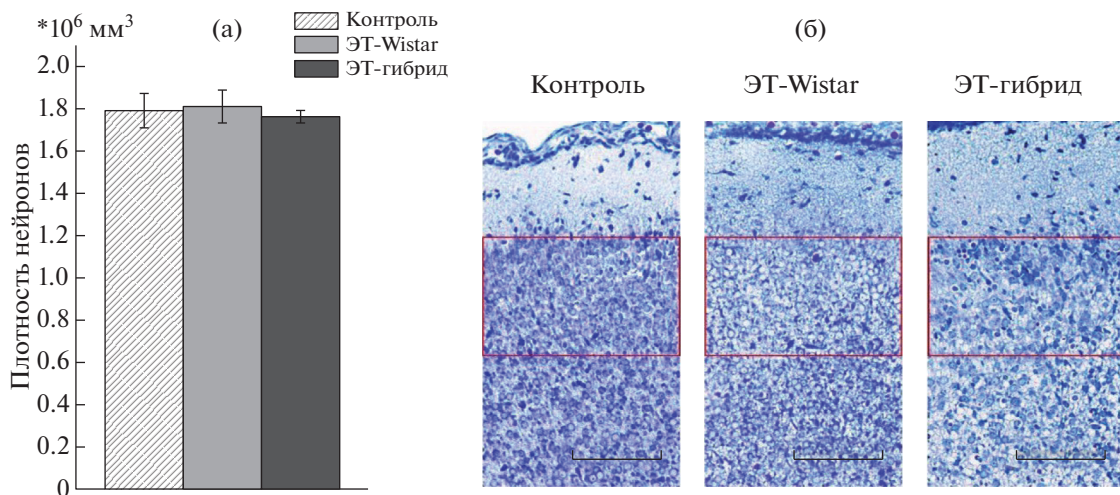 *10⁶ мм³
(а)
Контроль
ЭТ-Wistar
ЭТ-гибрид
2.0
1.8
1.6
1.4
1.2
1.0
0.8
0.6
0.4
0.2
0
Плотность нейронов
(б)
Контроль
ЭТ-Wistar
ЭТ-гибрид